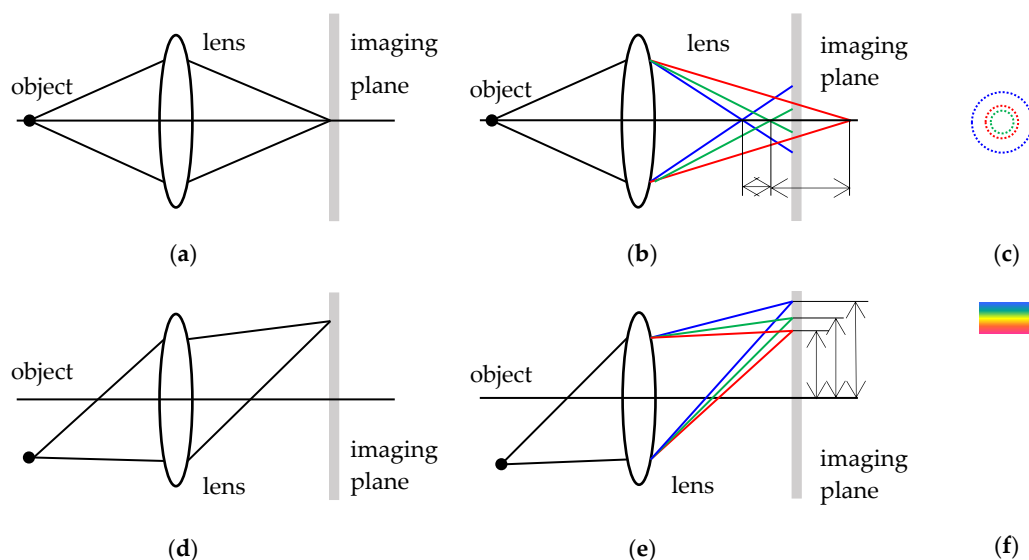 lens
imaging
plane
object
(a)
lens
imaging
plane
object
(b)
(c)
object
imaging
plane
lens
(d)
object
imaging
plane
lens
(e)
(f)